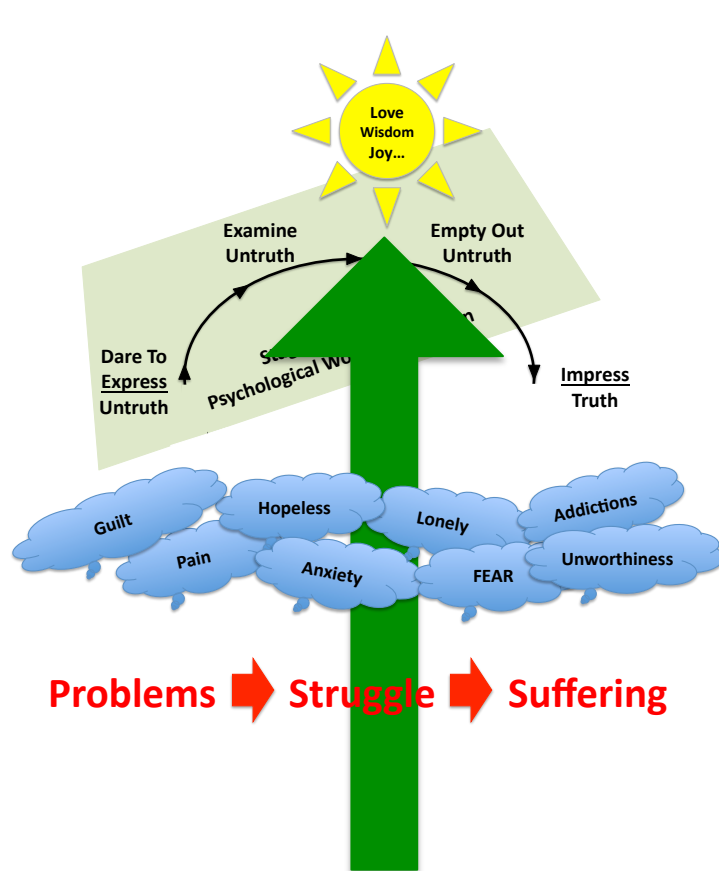 Love
Wisdom
Joy...
Examine
Untruth
Empty Out
Untruth
Dare To
Express
Untruth
Psychological
Impress
Truth
Guilt
Hopeless
Lonely
Addictions
Pain
Anxiety
FEAR
Unworthiness
Problems Struggle Suffering